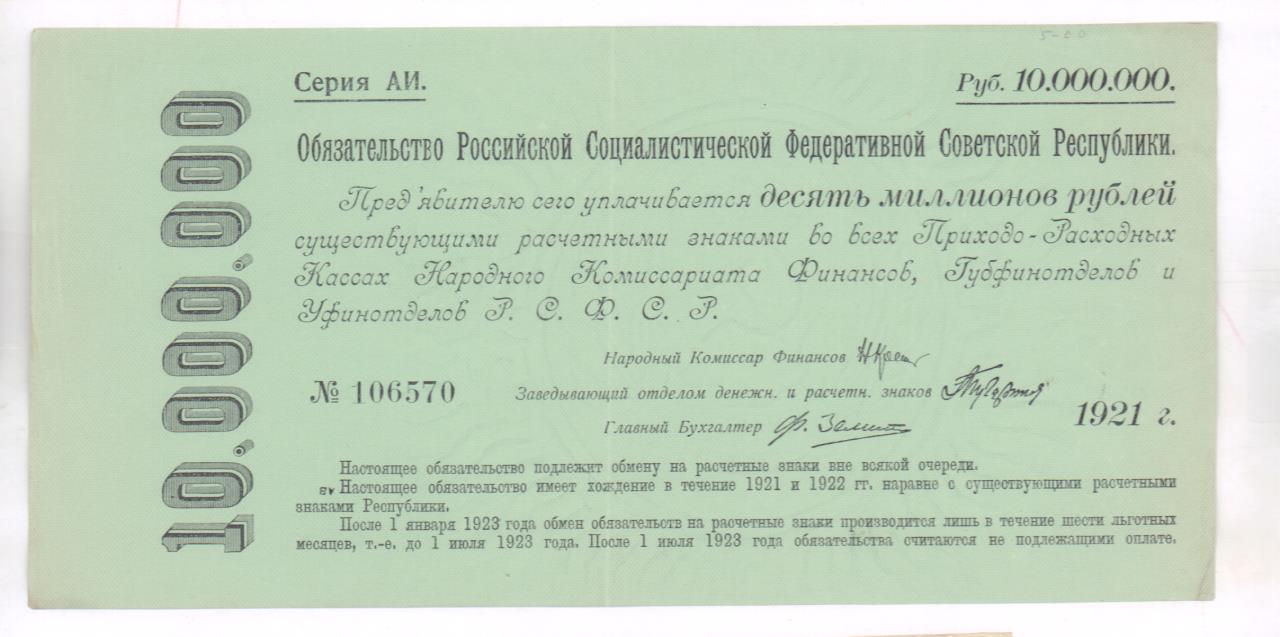 5-00
Серия АИ.
Руб. 10.000.000.
10.000.000
Обязательство Российской Социалистической Федеративной Советской Республики.
Пред'явителю сего уплачивается десять миллионов рублей
существующими расчетными знаками во всех Приходо-Расходных
Кассах Народного Комиссариата Финансов, Губфинотделов и
Уфинотделов Р. С. Ф. С. Р.
Народный Комиссар Финансов
№ 106570
Заведывающий отделом денежн. и расчетн. знаков
Главный Бухгалтер
1921 г.
Настоящее обязательство подлежит обмену на расчетные знаки вне всякой очереди.
Настоящее обязательство имеет хождение в течение 1921 и 1922 гг. наравне с существующими расчетными
знаками Республики.
После 1 января 1923 года обмен обязательств на расчетные знаки производится лишь в течение шести льготных
месяцев, т.-е. до 1 июля 1923 года. После 1 июля 1923 года обязательства считаются не подлежащими оплате.